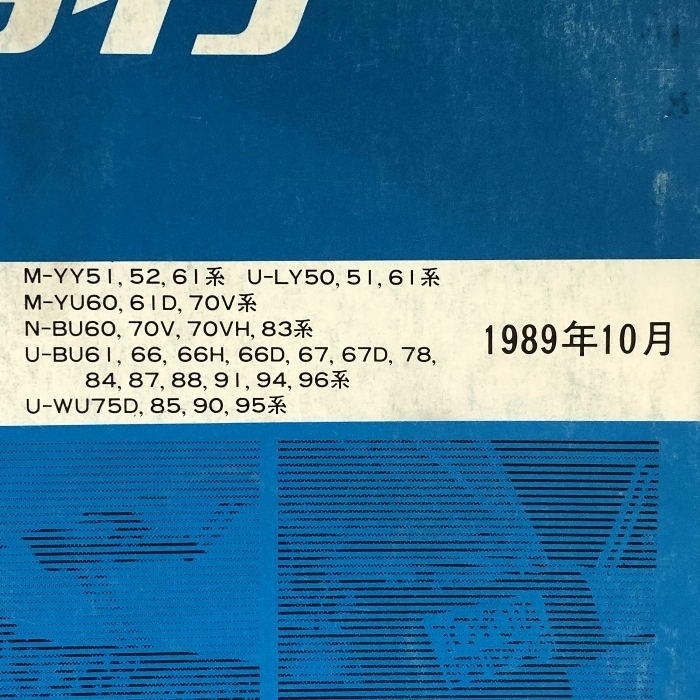 M-YY51, 52, 61系 U-LY50, 51, 61系
M-YU60, 61D, 70V系
N-BU60, 70V, 70VH, 83系
U-BU61, 66, 66H, 66D, 67, 67D, 78,
84, 87, 88, 91, 94, 96系
U-WU75D, 85, 90, 95系
1989年10月